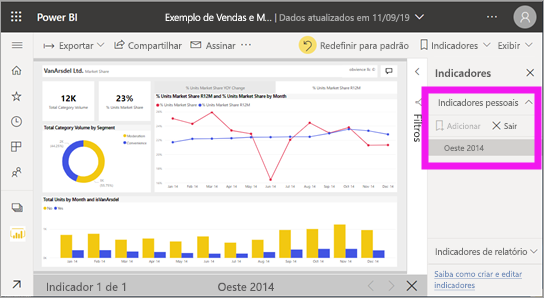 Power BI
Exemplo de Vendas e M... | Dados atualizados em 11/09/19
Exportar
Compartilhar
Assinar
...
Redefinir para padrão
Indicadores
Exibir
VanArsdel Ltd. Market Share
12K
Total Category Volume
23%
% Units Market Share
% Units Market Share YOY Change
% Units Market Share R12M
% Units Market Share R12M and % Units Market Share by Month
% Units Market Share
% Units Market Share R12M
Total Category Volume by Segment
Moderation
Convenience
Jan 14
Feb 14
Mar 14
Apr 14
May 14
Jun 14
Jul 14
Aug 14
Sep 14
Oct 14
Nov 14
Dec 14
Total Units by Month and isVanArsdel
No
Yes
Jan 14
Feb 14
Mar 14
Apr 14
May 14
Jun 14
Jul 14
Aug 14
Sep 14
Oct 14
Nov 14
Dec 14
Indicador 1 de 1
Oeste 2014
Filtros
Indicadores
Indicadores pessoais
Adicionar
Sair
Oeste 2014
Indicadores de relatório
Saiba como criar e editar
indicadores